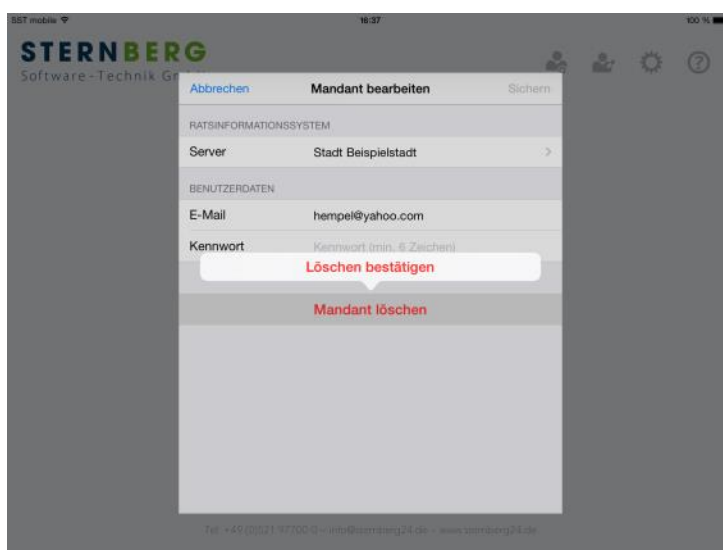 SST mobile 16:37 100 %
STERNBERG
Software-Technik G
Abbrechen Mandant bearbeiten Sichern
RATSINFORMATIONSSYSTEM
Server Stadt Beispielstadt
BENUTZERDATEN
E-Mail hempel@yahoo.com
Kennwort Kennwort (min. 6 Zeichen)
Löschen bestätigen
Mandant löschen
Tel: +49 (0)521 97700-0 – info@sternberg24.de – www.sternberg24.de